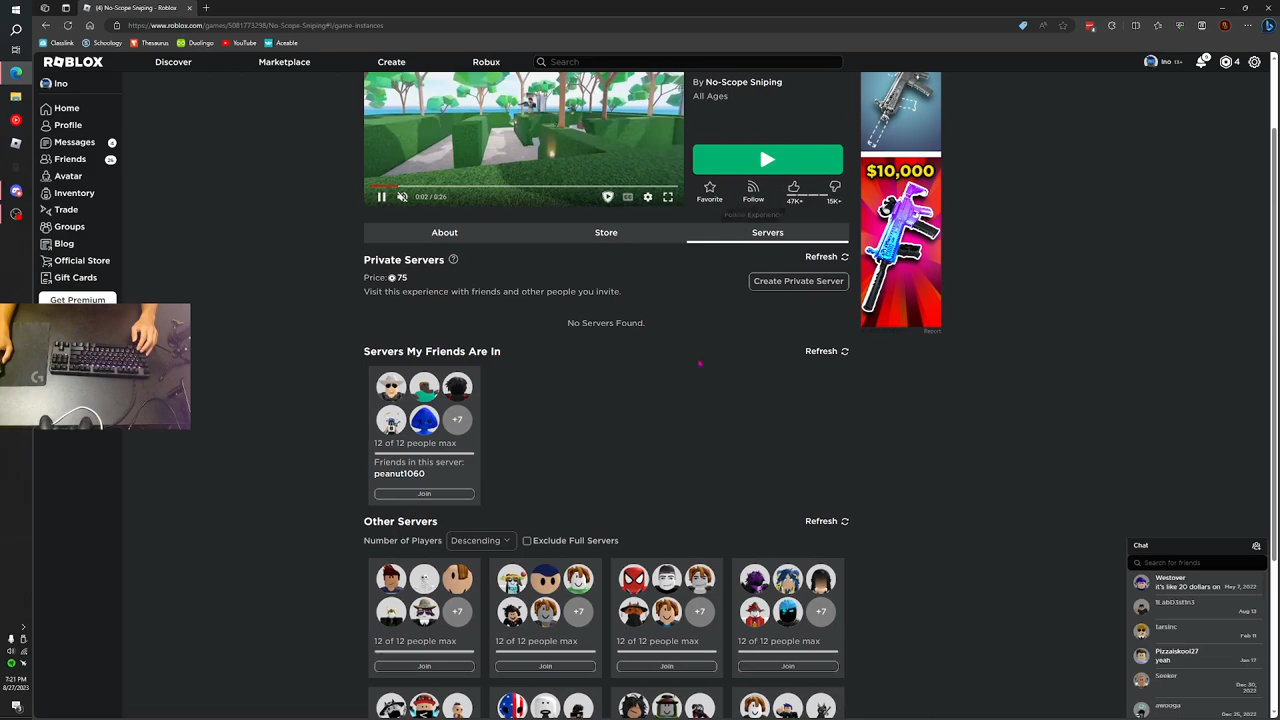 (4) No-Scope Sniping - Roblox
https://www.roblox.com/games/5081773298/No-Scope-Sniping#!/game-instances
Classlink
Schoology
Thesaurus
Duolingo
YouTube
Aceable
ROBLOX
Discover
Marketplace
Create
Robux
Search
Ino 13+
4
Ino
Home
Profile
Messages 4
Friends 25
Avatar
Inventory
Trade
Groups
Blog
Official Store
Gift Cards
Get Premium
By No-Scope Sniping
All Ages
0:02 / 0:26
Favorite
Follow
47K+
15K+
$10,000
Report
About
Store
Servers
Private Servers
Refresh
Price: 75
Create Private Server
Visit this experience with friends and other people you invite.
No Servers Found.
Servers My Friends Are In
Refresh
+7
12 of 12 people max
Friends in this server:
peanut1060
Join
Other Servers
Refresh
Number of Players
Descending
Exclude Full Servers
+7
+7
+7
+7
12 of 12 people max
12 of 12 people max
12 of 12 people max
12 of 12 people max
Join
Join
Join
Join
Chat
Search for friends
Westover
it's like 20 dollars on
May 7, 2022
1LabD3st1n3
Aug 13
tarsinc
Feb 11
Pizzaiskool27
yeah
Jan 17
Seeker
Dec 30, 2022
awooga
Dec 25, 2022
7:21 PM
8/27/2023